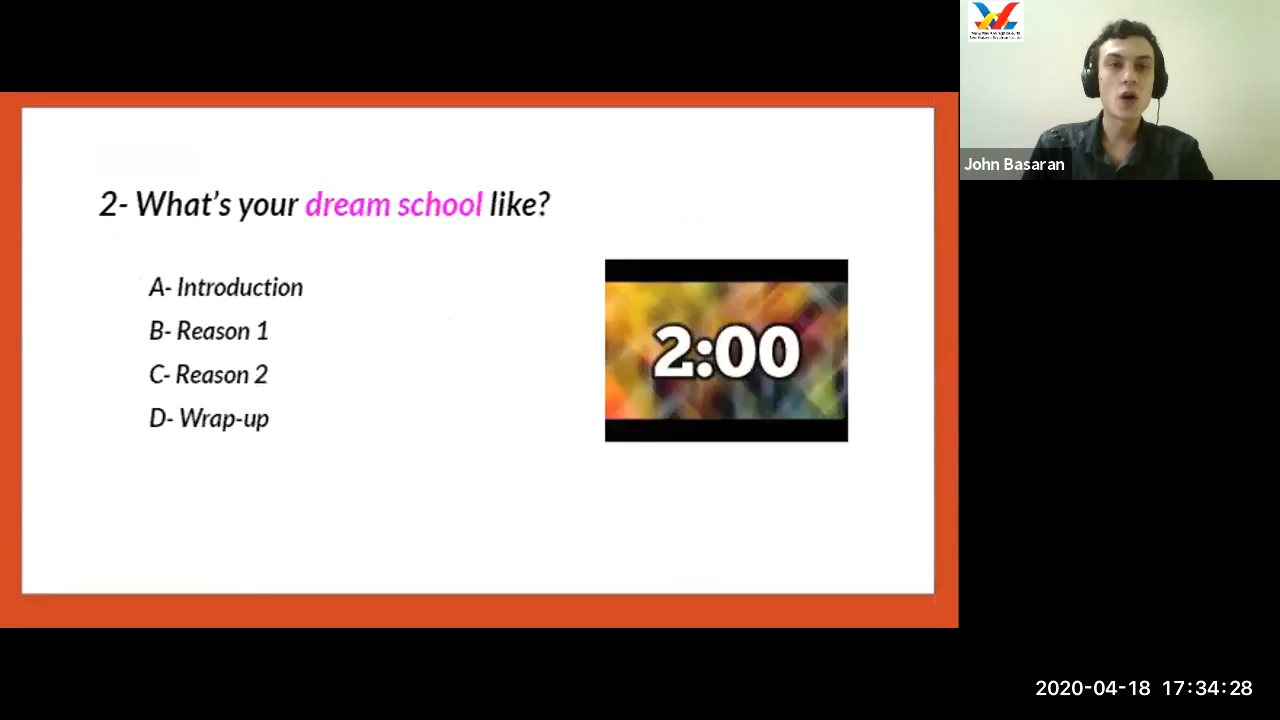 2- What's your dream school like?
A- Introduction
B- Reason 1
C- Reason 2
D- Wrap-up
2:00
John Basaran
2020-04-18 17:34:28